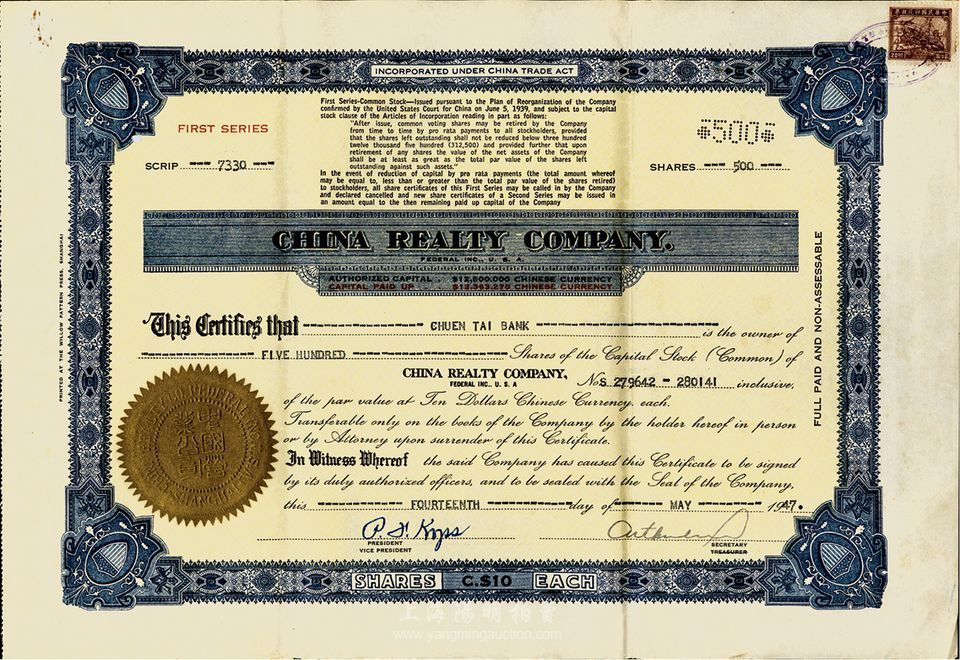 INCORPORATED UNDER CHINA TRADE ACT
First Series-Common Stock—Issued pursuant to the Plan of Reorganization of the Company
confirmed by the United States Court for China on June 5, 1939, and subject to the capital
stock clause of the Articles of Incorporation reading in part as follows:
"After issue, common voting shares may be retired by the Company
from time to time by pro rata payments to all stockholders, provided
that the shares left outstanding shall not be reduced below three hundred
twelve thousand five hundred (312,500) and provided further that upon
retirement of any shares the value of the net assets of the Company
shall be at least as great as the total par value of the shares left
outstanding against such assets."
In the event of reduction of capital by pro rata payments (the total amount whereof
may be equal to, less than or greater than the total par value of the shares retired)
to stockholders, all share certificates of this First Series may be called in by the Company
and declared cancelled and new share certificates of a Second Series may be issued in
an amount equal to the then remaining paid up capital of the Company
FIRST SERIES
*500*
SCRIP 7330
SHARES 500
CHINA REALTY COMPANY.
FEDERAL INC., U. S. A.
AUTHORIZED CAPITAL $12,500,000 CHINESE CURRENCY
CAPITAL PAID UP $12,363,270 CHINESE CURRENCY
This Certifies that CHUEN TAI BANK is the owner of
FIVE HUNDRED Shares of the Capital Stock (Common) of
CHINA REALTY COMPANY,
FEDERAL INC., U. S. A
Nos 279642 - 280141 inclusive,
of the par value at Ten Dollars Chinese Currency, each.
Transferable only on the books of the Company by the holder hereof in person
or by Attorney upon surrender of this Certificate.
In Witness Whereof the said Company has caused this Certificate to be signed
by its duly authorized officers, and to be sealed with the Seal of the Company,
this FOURTEENTH day of MAY 1947.
PRESIDENT
VICE PRESIDENT
SECRETARY
TREASURER
SHARES C.$10 EACH
PRINTED AT THE WILLOW PATTERN PRESS, SHANGHAI
FULL PAID AND NON-ASSESSABLE
上海陽明拍賣
www.yangmingauction.com